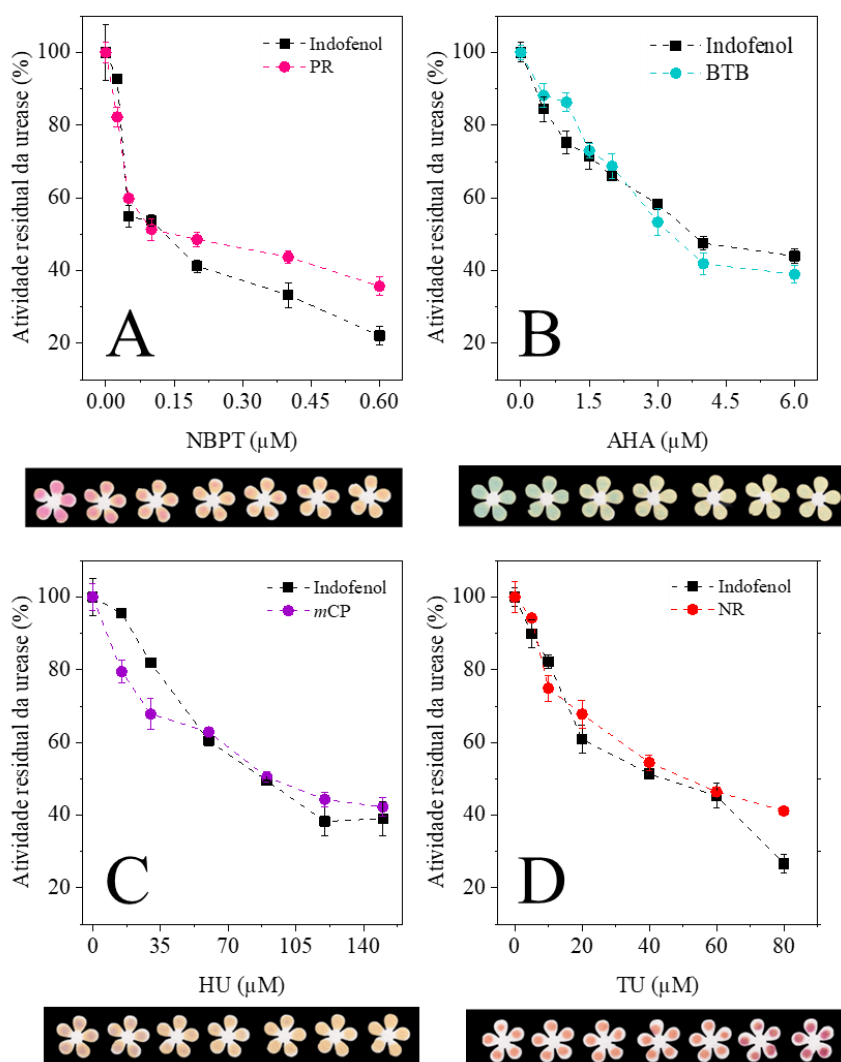 Atividade residual da urease (%)
100
80
60
40
20
Indofenol
PR
A
0.00 0.15 0.30 0.45 0.60
NBPT (µM)
Atividade residual da urease (%)
100
80
60
40
20
Indofenol
BTB
B
0.0 1.5 3.0 4.5 6.0
AHA (µM)
Atividade residual da urease (%)
100
80
60
40
20
Indofenol
mCP
C
0 35 70 105 140
HU (µM)
Atividade residual da urease (%)
100
80
60
40
20
Indofenol
NR
D
0 20 40 60 80
TU (µM)